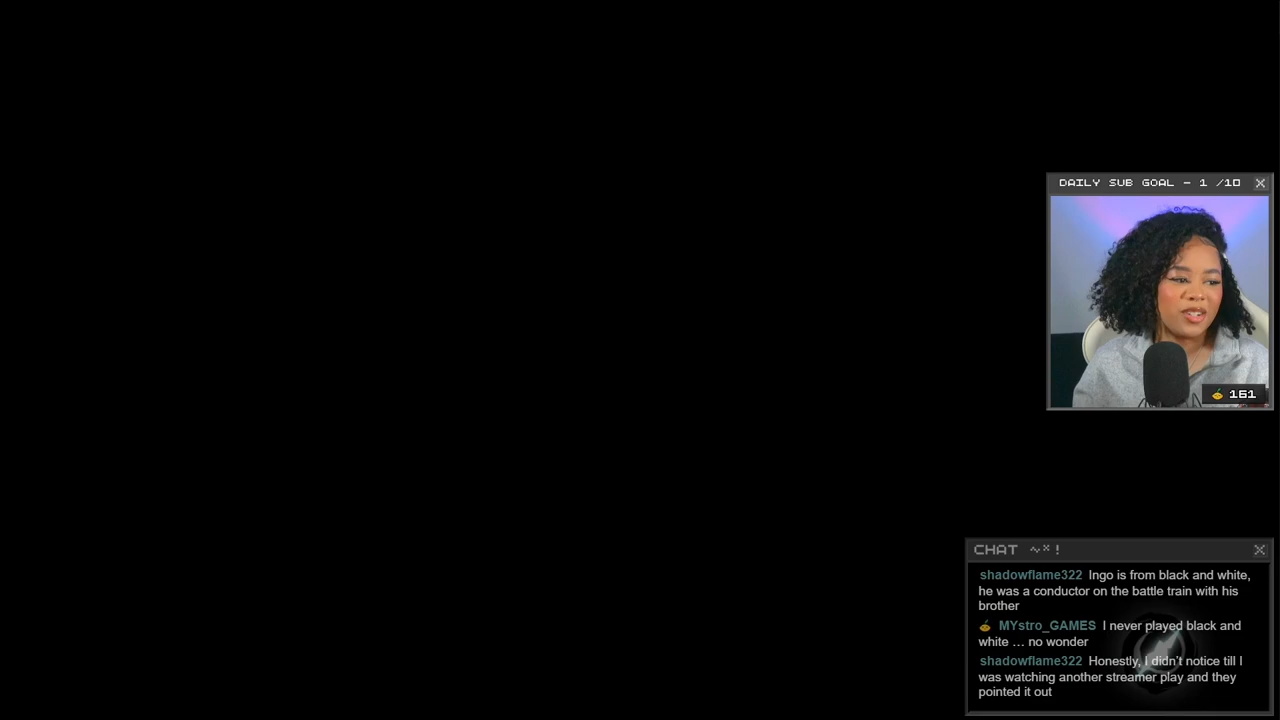 DAILY SUB GOAL - 1 /10
161
CHAT ~*!
shadowflame322 Ingo is from black and white,
he was a conductor on the battle train with his
brother
MYstro_GAMES I never played black and
white ... no wonder
shadowflame322 Honestly, I didn't notice till I
was watching another streamer play and they
pointed it out